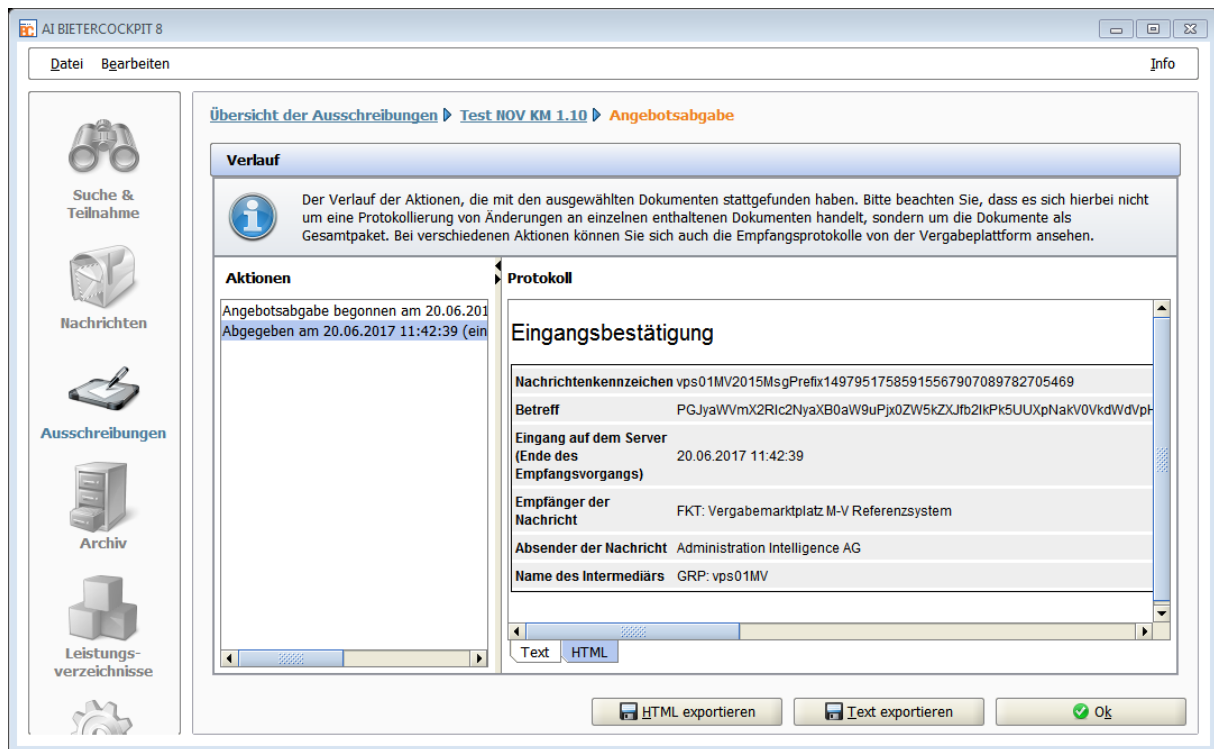 AI BIETERCOCKPIT 8
Datei Bearbeiten Info
Übersicht der Ausschreibungen Test NOV KM 1.10 Angebotsabgabe
Verlauf
Der Verlauf der Aktionen, die mit den ausgewählten Dokumenten stattgefunden haben. Bitte beachten Sie, dass es sich hierbei nicht
um eine Protokollierung von Änderungen an einzelnen enthaltenen Dokumenten handelt, sondern um die Dokumente als
Gesamtpaket. Bei verschiedenen Aktionen können Sie sich auch die Empfangsprotokolle von der Vergabeplattform ansehen.
Suche &
Teilnahme
Nachrichten
Ausschreibungen
Archiv
Leistungs-
verzeichnisse
Aktionen
Angebotsabgabe begonnen am 20.06.201
Abgegeben am 20.06.2017 11:42:39 (ein
Protokoll
Eingangsbestätigung
Nachrichtenkennzeichen vps01MV2015MsgPrefix14979517585915567907089782705469
Betreff
Eingang auf dem Server
(Ende des
Empfangsvorgangs)
20.06.2017 11:42:39
Empfänger der
Nachricht
FKT: Vergabemarktplatz M-V Referenzsystem
Absender der Nachricht Administration Intelligence AG
Name des Intermediärs GRP: vps01MV
Text HTML
HTML exportieren Text exportieren Ok